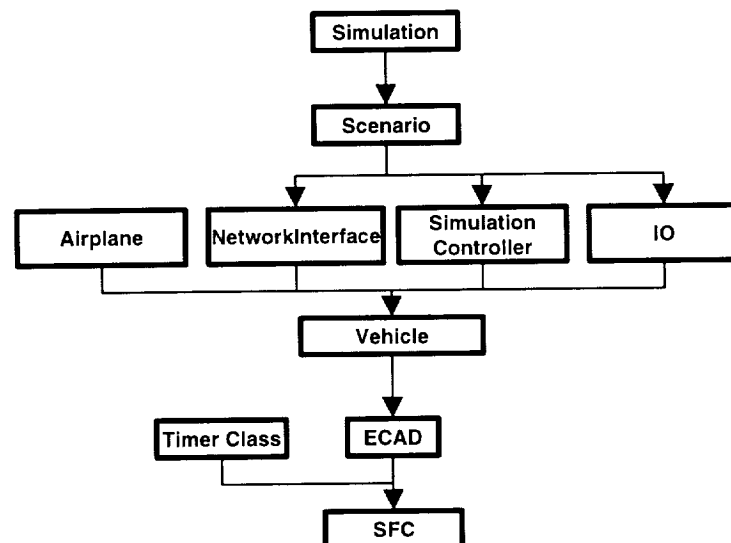 Simulation
Scenario
Airplane
NetworkInterface
Simulation
Controller
IO
Vehicle
Timer Class
ECAD
SFC